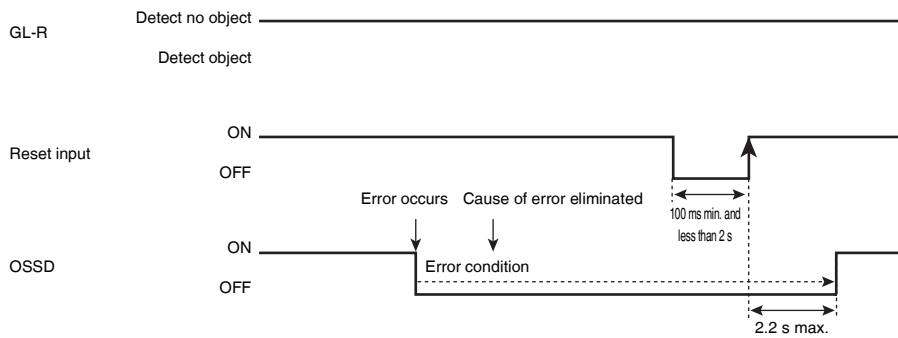 Detect no object
GL-R
Detect object
ON
Reset input
OFF
Error occurs Cause of error eliminated
100 ms min. and
less than 2 s
ON
OSSD
Error condition
OFF
2.2 s max.